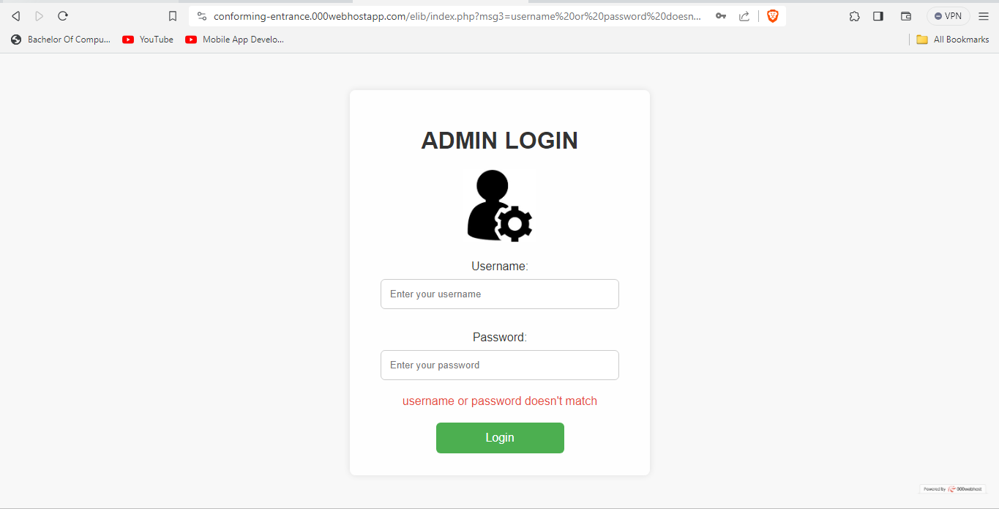 conforming-entrance.000webhostapp.com/elib/index.php?msg3=username%20or%20password%20doesn...
VPN
Bachelor Of Compu...
YouTube
Mobile App Develo...
All Bookmarks
ADMIN LOGIN
Username:
Enter your username
Password:
Enter your password
username or password doesn't match
Login
Powered by 000webhost